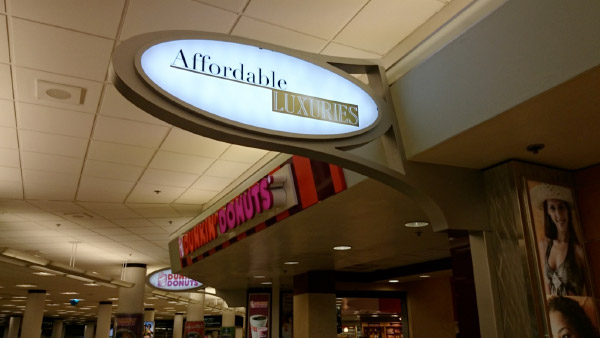 Affordable
LUXURIES
DUNKIN' DONUTS
DUNKIN'
DONUTS